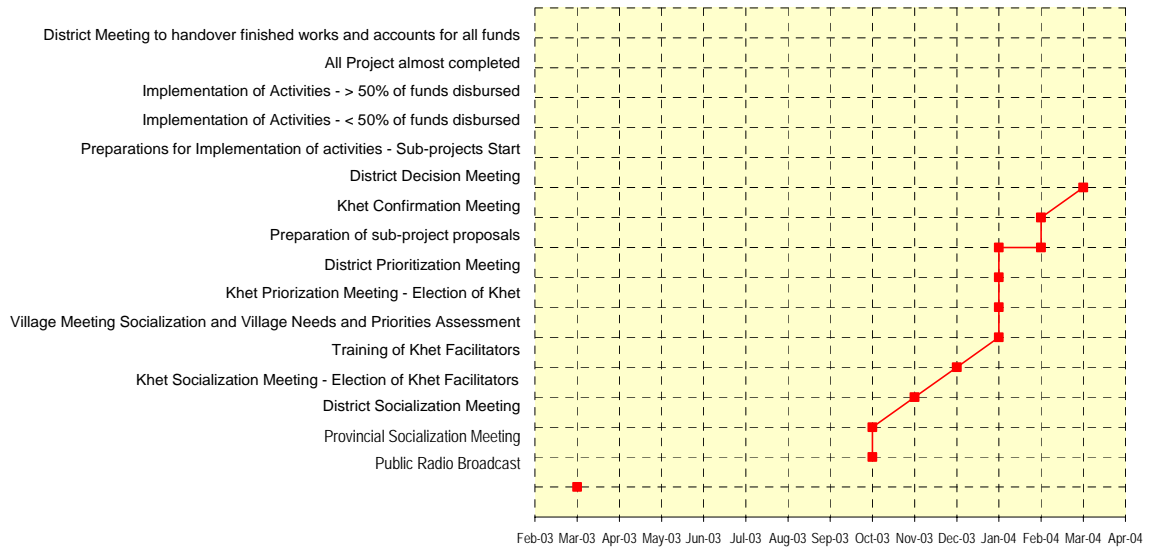 District Meeting to handover finished works and accounts for all funds
All Project almost completed
Implementation of Activities - > 50% of funds disbursed
Implementation of Activities - < 50% of funds disbursed
Preparations for Implementation of activities - Sub-projects Start
District Decision Meeting
Khet Confirmation Meeting
Preparation of sub-project proposals
District Prioritization Meeting
Khet Priorization Meeting - Election of Khet
Village Meeting Socialization and Village Needs and Priorities Assessment
Training of Khet Facilitators
Khet Socialization Meeting - Election of Khet Facilitators
District Socialization Meeting
Provincial Socialization Meeting
Public Radio Broadcast
Feb-03 Mar-03 Apr-03 May-03 Jun-03 Jul-03 Aug-03 Sep-03 Oct-03 Nov-03 Dec-03 Jan-04 Feb-04 Mar-04 Apr-04